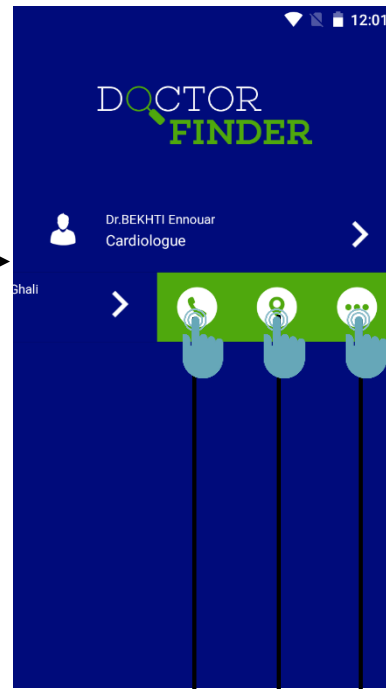 12:01
DOCTOR
FINDER
Dr.BEKHTI Ennouar
Cardiologue
Ghali